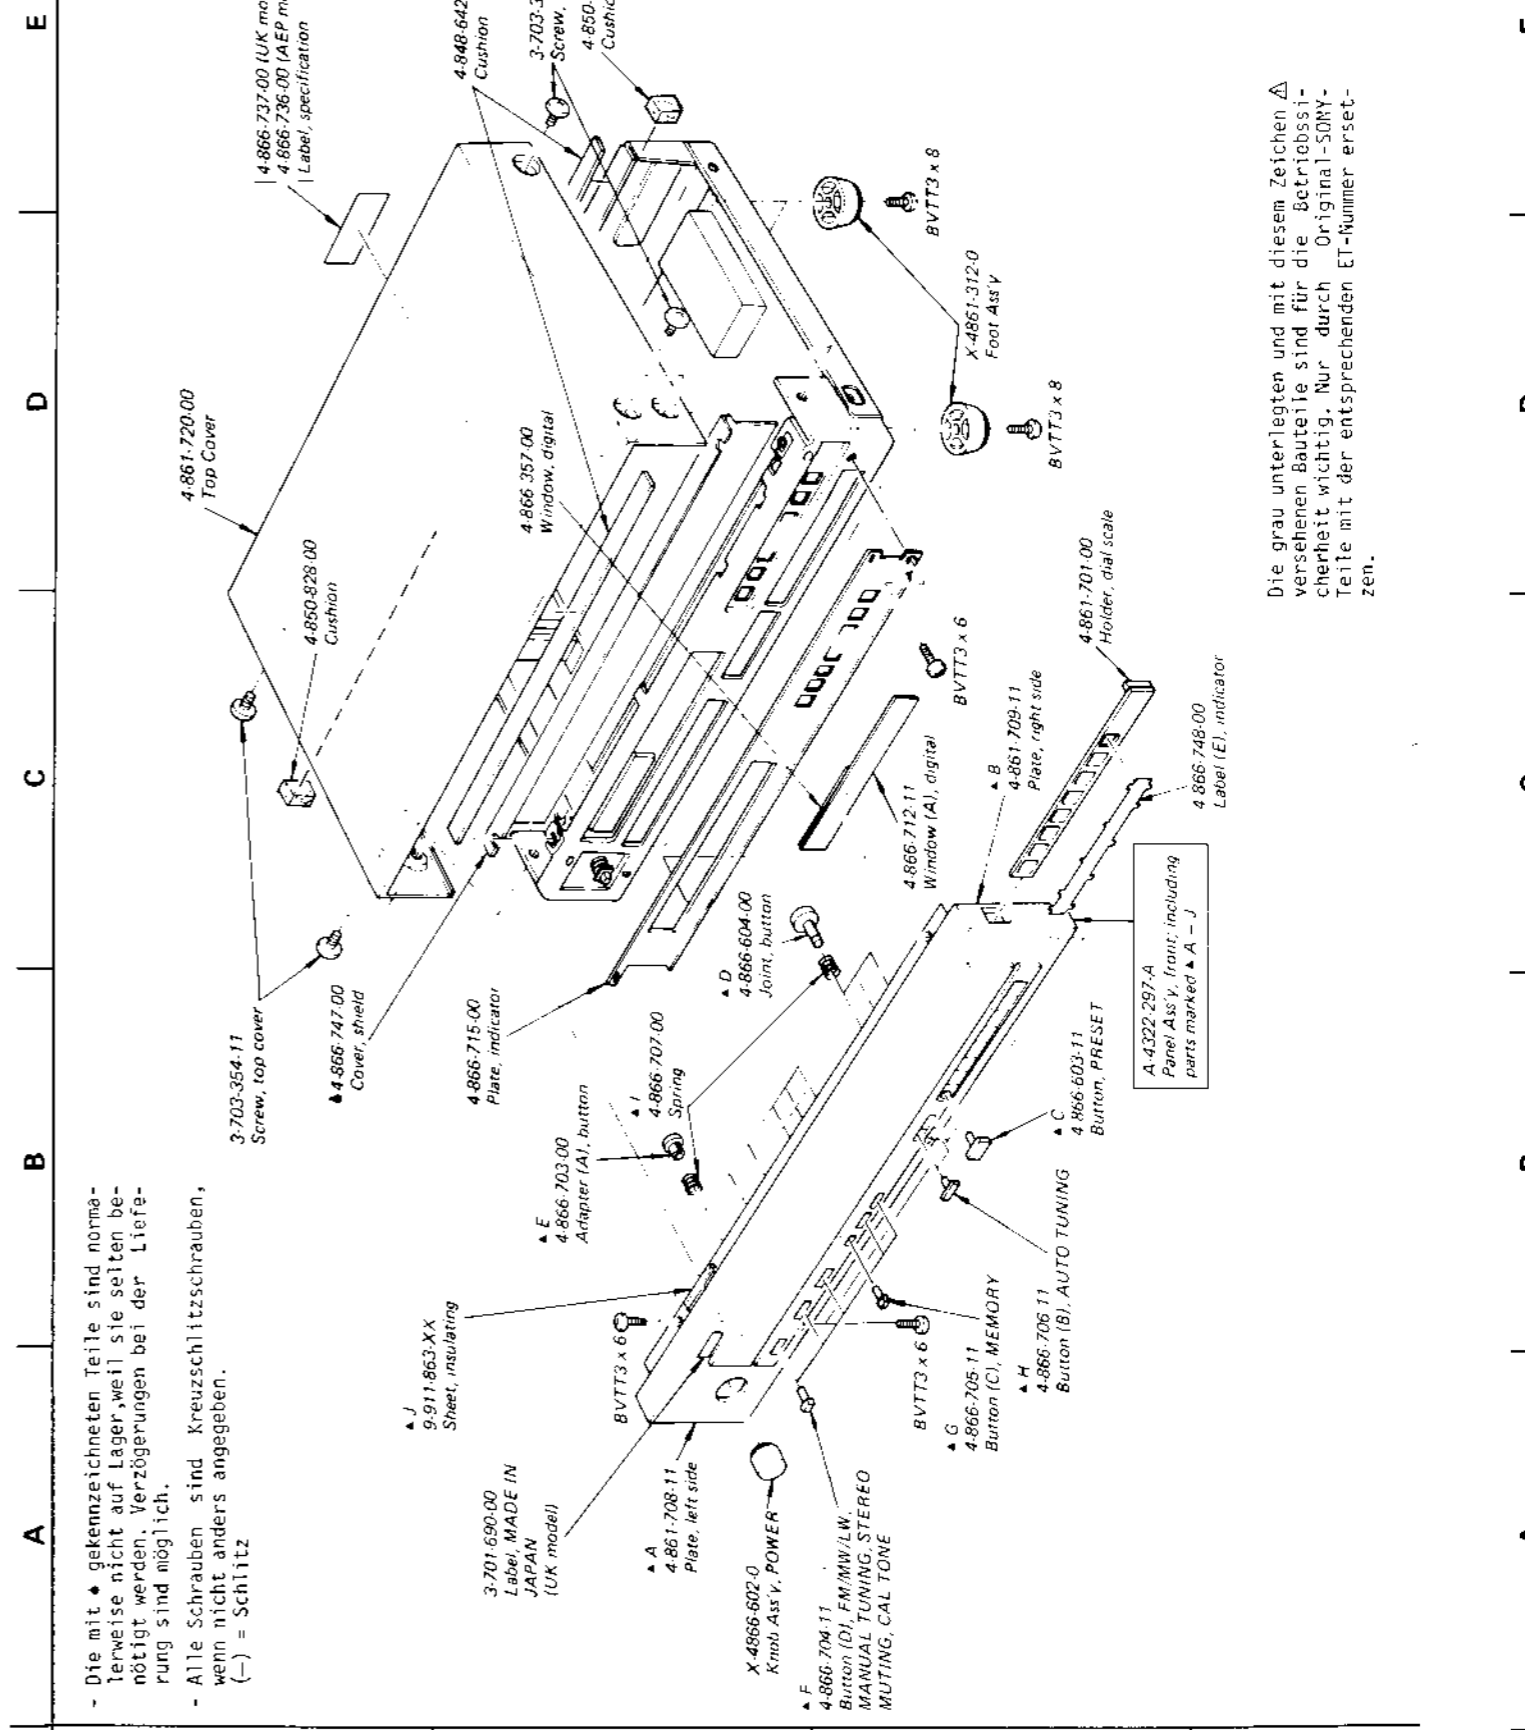 - Die mit ♠ gekennzeichneten Teile sind norma-
lerweise nicht auf Lager,weil sie selten be-
nötigt werden. Verzögerungen bei der Liefe-
rung sind möglich.
- Alle Schrauben sind Kreuzschlitzschrauben,
wenn nicht anders angegeben.
(—) = Schlitz
A
B
C
D
E
3-703-354-11
Screw, top cover
♠4-866-747-00
Cover, shield
4-850-828-00
Cushion
4-861-720-00
Top Cover
4-866-737-00 (UK mo
4-866-736-00 (AEP m
Label, specification
4-848-642
Cushion
3-703-3
Screw,
4-850-
Cushio
4-866-715-00
Plate, indicator
4-866 357-00
Window, digital
▲ J
9-911-863-XX
Sheet, insulating
▲ E
4-866-703-00
Adapter (A), button
▲ I
4-866-707-00
Spring
▲ D
4-866-604-00
Joint, button
4-866-712-11
Window (A), digital
BVTT3 x 6
BVTT3 x 8
X-4861-312-0
Foot Ass'y
BVTT3 x 8
3-701-690-00
Label, MADE IN
JAPAN
(UK model)
BVTT3 x 6
▲ A
4-861-708-11
Plate, left side
X-4866-602-0
Knob Ass'y, POWER
▲ F
4-866-704-11
Button (D), FM/MW/LW,
MANUAL TUNING, STEREO
MUTING, CAL TONE
BVTT3 x 6
▲ G
4-866-705-11
Button (C), MEMORY
▲ H
4-866-706 11
Button (B), AUTO TUNING
▲ C
4 866-603-11
Button, PRESET
A-4322-297-A
Panel Ass'y, front; including
parts marked ▲ A – J
▲ B
4-861-709-11
Plate, right side
4-861-701-00
Holder, dial scale
4 866-748-00
Label (E), indicator
Die grau unterlegten und mit diesem Zeichen ⚠
versehenen Bauteile sind für die Betriebssi-
cherheit wichtig. Nur durch Original-SONY-
Teile mit der entsprechenden ET-Nummer erset-
zen.